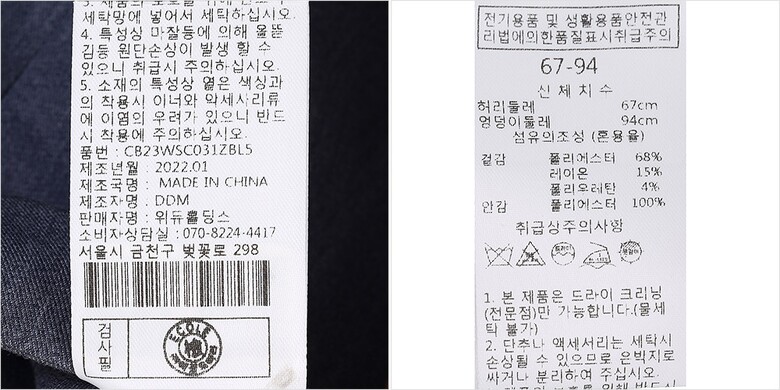 세탁망에 넣어서 세탁하십시오.
4. 특성상 마찰등에 의해 올뜯
김등 원단손상이 발생 할 수
있으니 취급시 주의하십시오.
5. 소재의 특성상 옅은 색상과
의 착용시 이너와 악세사리류
에 이염의 우려가 있으니 반드
시 착용에 주의하십시오.
품번 : CB23WSC031ZBL5
제조년월 : 2022.01
제조국명 : MADE IN CHINA
제조자명 : DDM
판매자명 : 위듀홀딩스
소비자상담실 : 070-8224-4417
서울시 금천구 벚꽃로 298
검사필
ECOLE
전기용품 및 생활용품안전관
리법에의한품질표시취급주의
67-94
신체치수
허리둘레 67cm
엉덩이둘레 94cm
섬유의조성 (혼용율)
겉감 폴리에스터 68%
레이온 15%
폴리우레탄 4%
안감 폴리에스터 100%
취급상주의사항
드라이
1. 본 제품은 드라이 크리닝
(전문점)만 가능합니다.(물세
탁 불가)
2. 단추나 액세서리는 세탁시
손상될 수 있으므로 은박지로
싸거나 분리하여 주십시오.